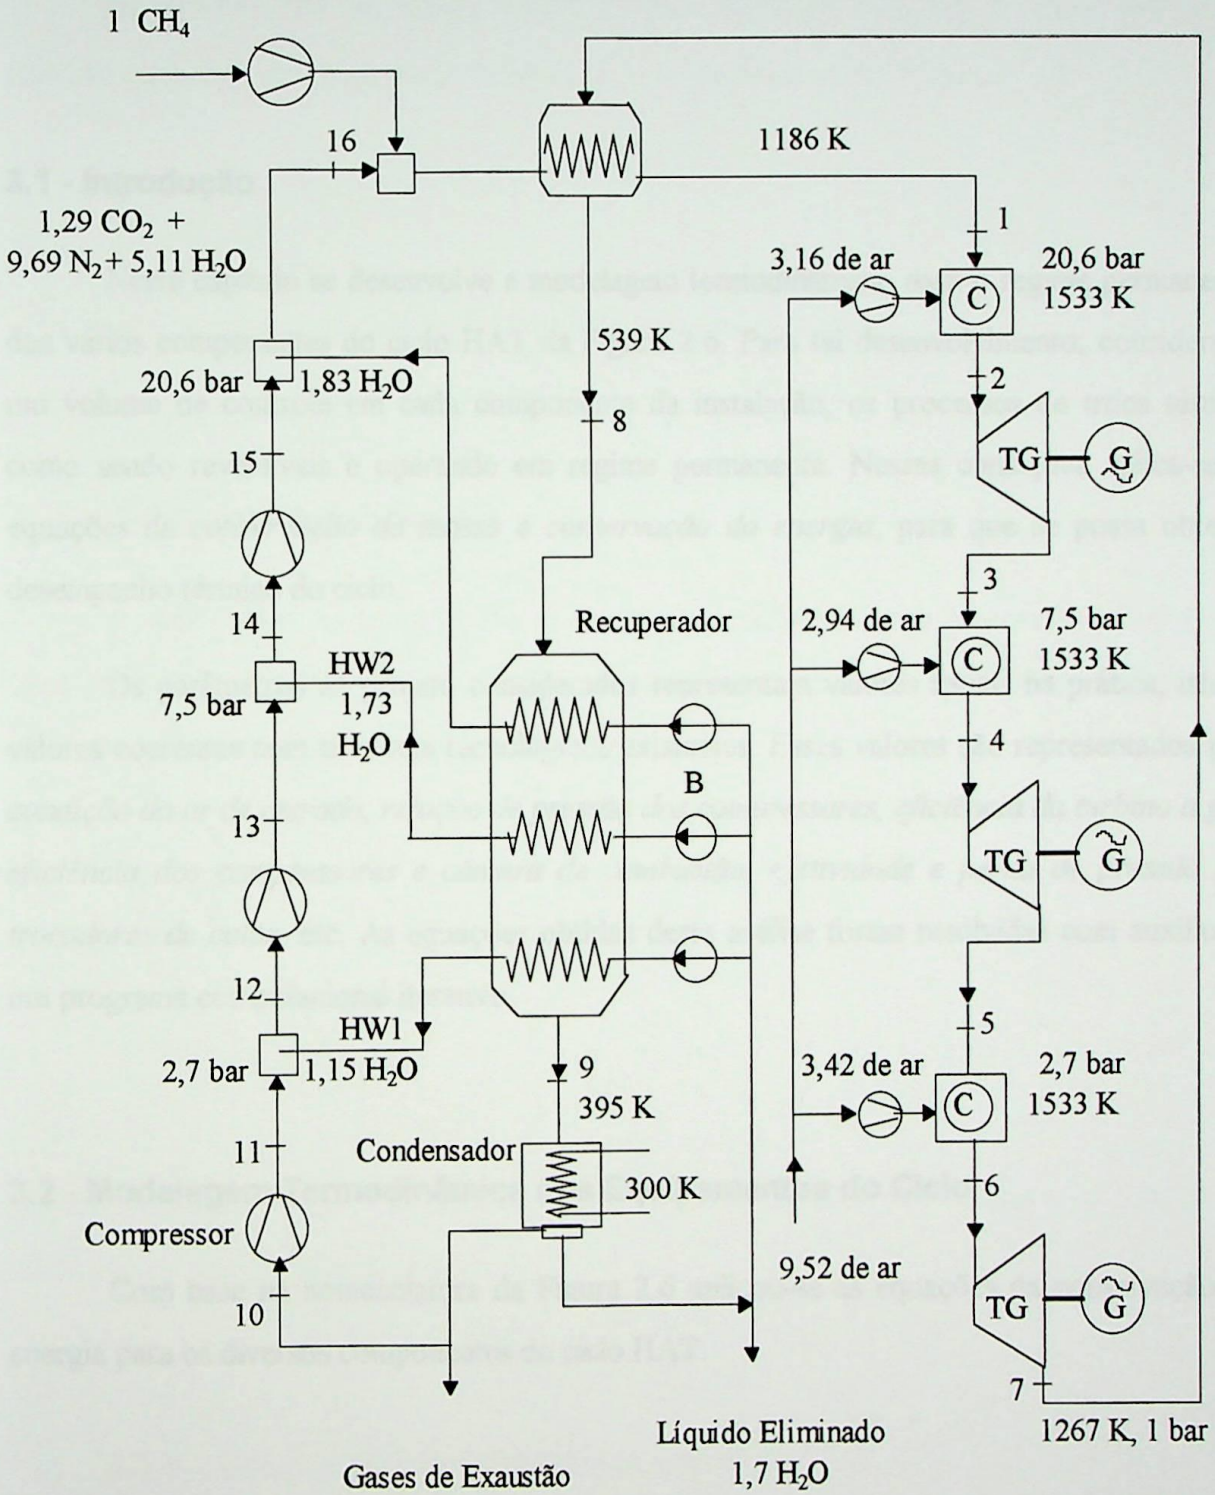 1 CH4
16
1186 K
1,29 CO2 +
9,69 N2 + 5,11 H2O
1
3,16 de ar
20,6 bar
1533 K
C
539 K
20,6 bar
1,83 H2O
2
8
15
TG
G
3
14
Recuperador
2,94 de ar
7,5 bar
1533 K
C
HW2
1,73
H2O
7,5 bar
4
B
13
TG
G
12
5
HW1
1,15 H2O
2,7 bar
9
395 K
3,42 de ar
2,7 bar
1533 K
C
11
Condensador
300 K
6
Compressor
9,52 de ar
10
TG
G
7
1267 K, 1 bar
Líquido Eliminado
1,7 H2O
Gases de Exaustão